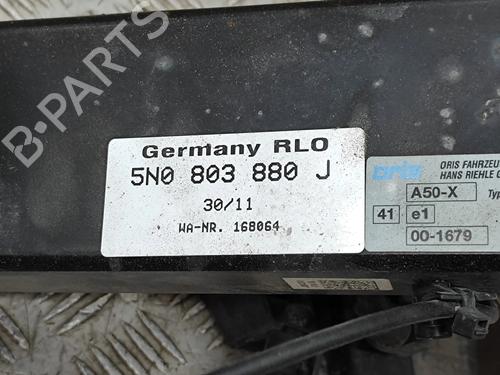 B-PARTS
Germany RLO
5N0 803 880 J
30/11
WA-NR. 168064
oris
ORIS FAHRZEU
HANS RIEHLE G
A50-X Typ
41 e1
00-1679